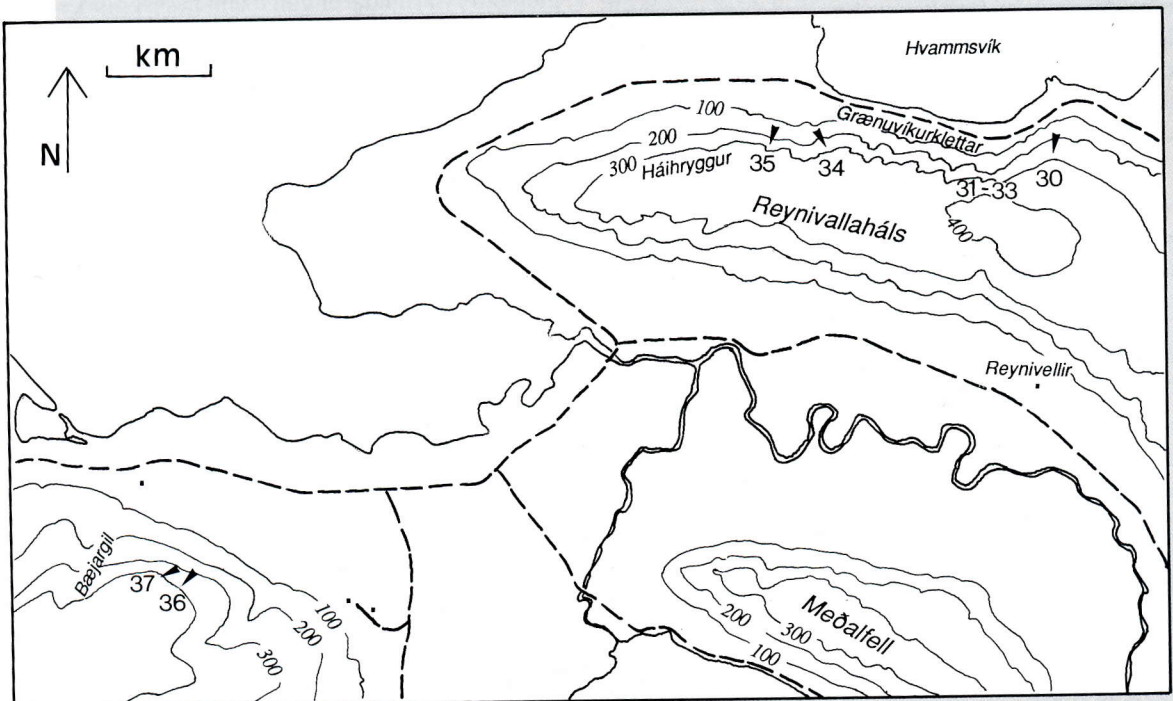 km
N
Hvammsvík
100
Grænuvíkurklettar
200
300
Háihryggur
35
34
31-33
30
Reynivallaháls
400
Reynivellir
Bæjargil
37
36
100
200
300
Meðalfell
200
300
100